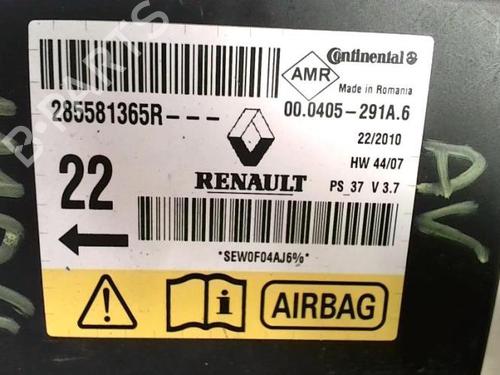 Continental
AMR
Made in Romania
285581365R---
00.0405-291A.6
22/2010
HW 44/07
22
RENAULT
PS_37 V 3.7
*SEW0F04AJ6%*
i
AIRBAG
B-PARTS